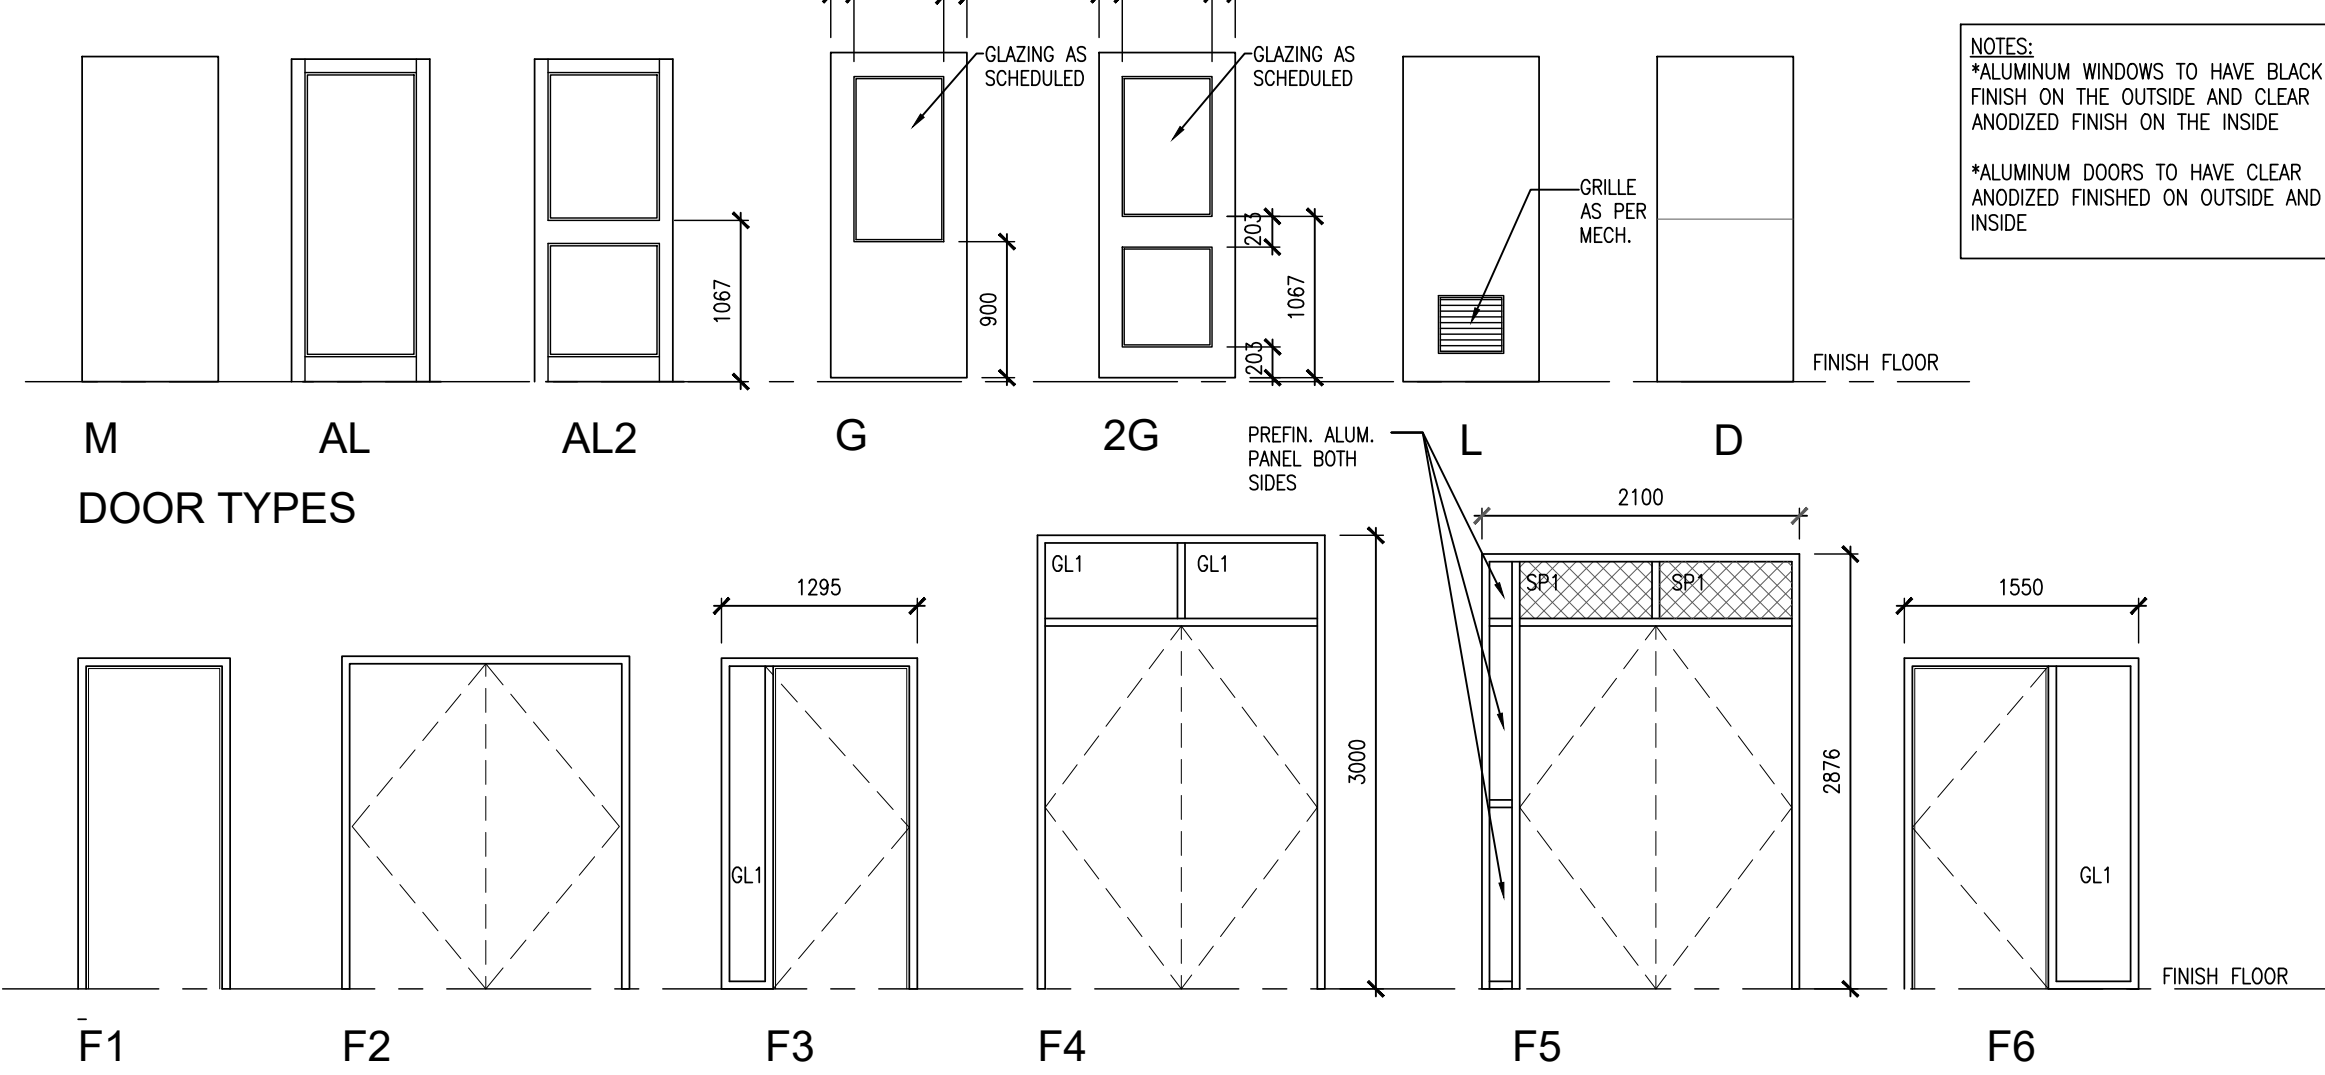 GLAZING AS
SCHEDULED
GLAZING AS
SCHEDULED
NOTES:
*ALUMINUM WINDOWS TO HAVE BLACK
FINISH ON THE OUTSIDE AND CLEAR
ANODIZED FINISH ON THE INSIDE
*ALUMINUM DOORS TO HAVE CLEAR
ANODIZED FINISHED ON OUTSIDE AND
INSIDE
GRILLE
AS PER
MECH.
1067
900
203
1067
203
FINISH FLOOR
M
AL
AL2
G
2G
L
D
PREFIN. ALUM.
PANEL BOTH
SIDES
DOOR TYPES
2100
1295
GL1
GL1
SP1
SP1
1550
3000
2876
GL1
GL1
FINISH FLOOR
F1
F2
F3
F4
F5
F6